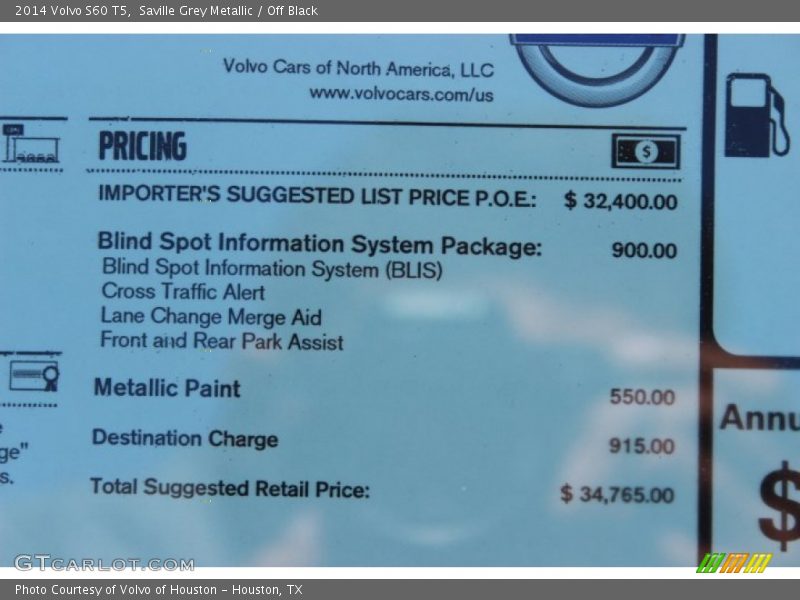 2014 Volvo S60 T5,  Saville Grey Metallic / Off Black
Volvo Cars of North America, LLC
www.volvocars.com/us
PRICING
$
IMPORTER'S SUGGESTED LIST PRICE P.O.E.: $ 32,400.00
Blind Spot Information System Package: 900.00
Blind Spot Information System (BLIS)
Cross Traffic Alert
Lane Change Merge Aid
Front and Rear Park Assist
ge"
s.
Metallic Paint 550.00
Annu
Destination Charge 915.00
Total Suggested Retail Price: $ 34,765.00
$
GTCARLOT.COM
Photo Courtesy of Volvo of Houston - Houston, TX